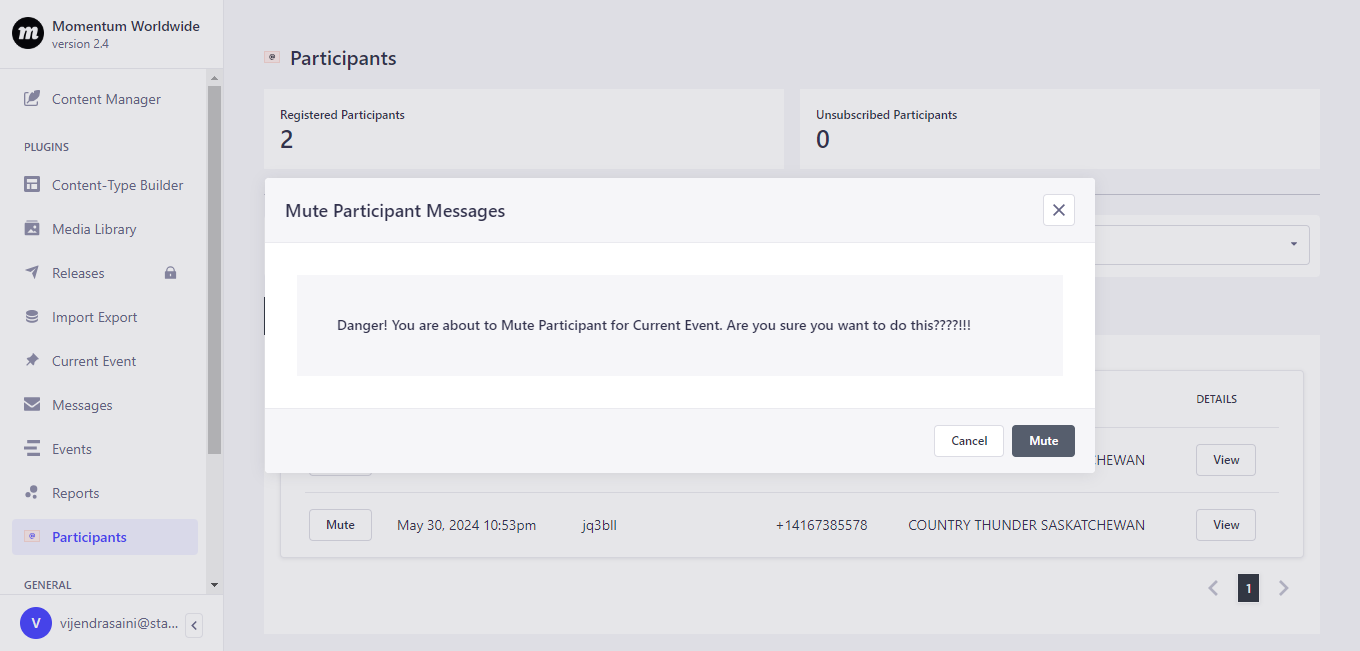 Momentum Worldwide
version 2.4
Content Manager
PLUGINS
Content-Type Builder
Media Library
Releases
Import Export
Current Event
Messages
Events
Reports
Participants
GENERAL
V vijendrasaini@sta...
Participants
Registered Participants
2
Unsubscribed Participants
0
Mute Participant Messages
Danger! You are about to Mute Participant for Current Event. Are you sure you want to do this????!!!
Cancel Mute
DETAILS
CHEWAN View
Mute May 30, 2024 10:53pm jq3bll +14167385578 COUNTRY THUNDER SASKATCHEWAN View
1